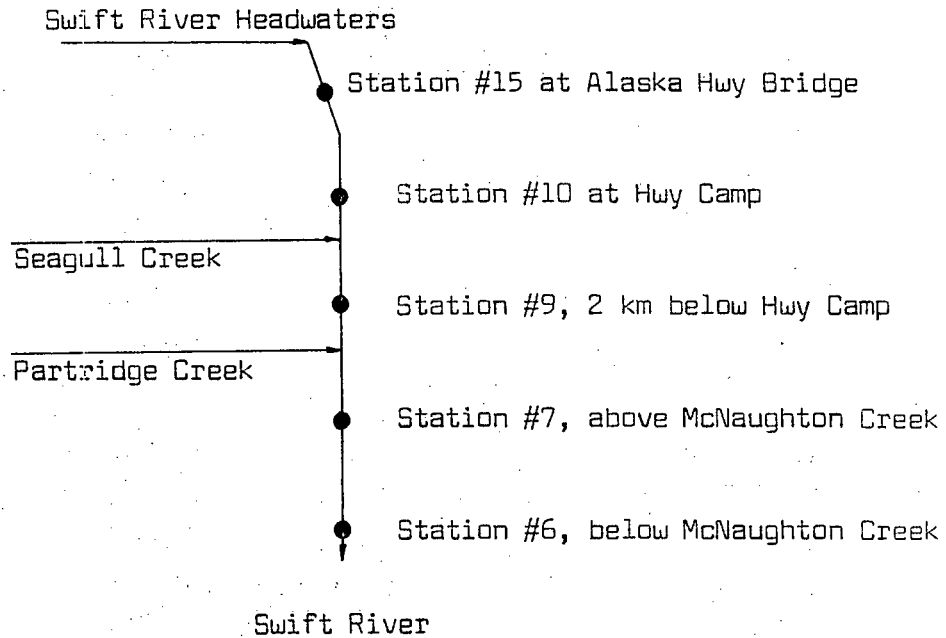 Swift River Headwaters
Station #15 at Alaska Hwy Bridge
Station #10 at Hwy Camp
Seagull Creek
Station #9, 2 km below Hwy Camp
Partridge Creek
Station #7, above McNaughton Creek
Station #6, below McNaughton Creek
Swift River